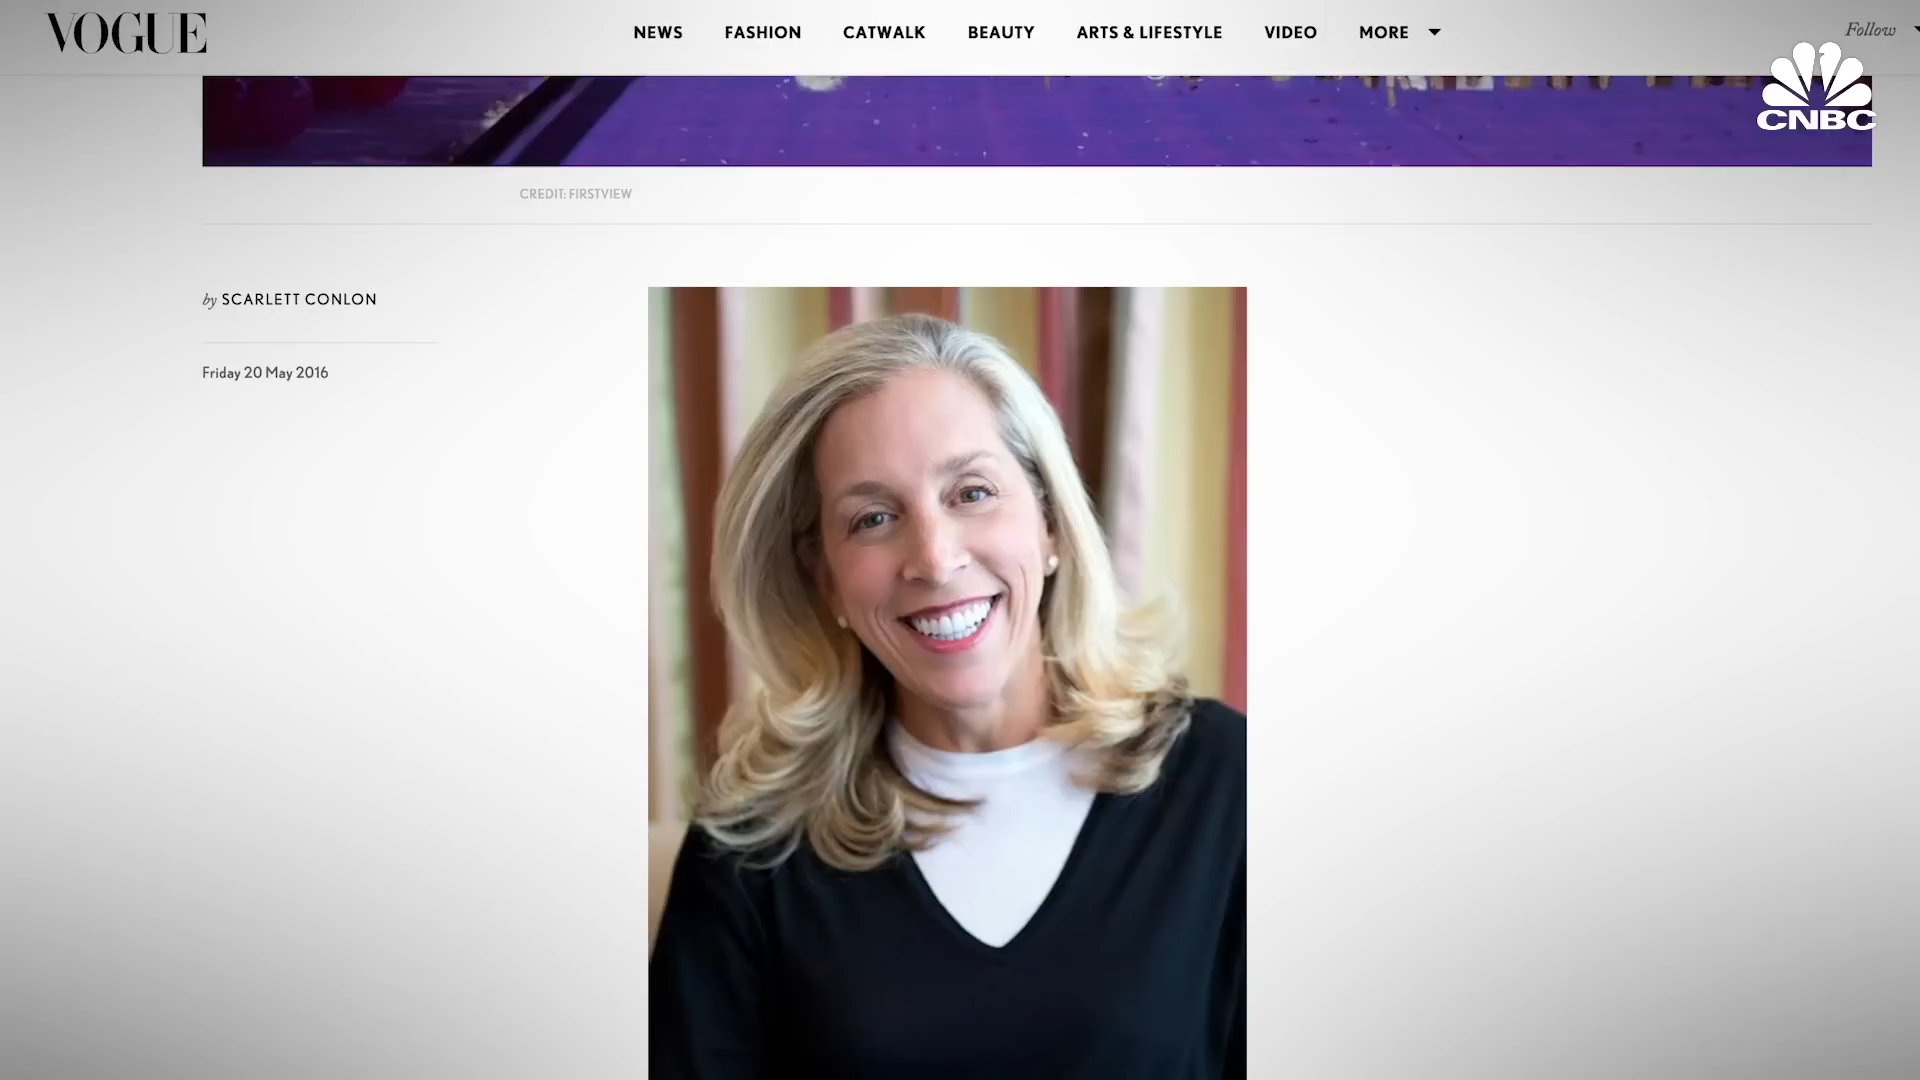 VOGUE
NEWS FASHION CATWALK BEAUTY ARTS & LIFESTYLE VIDEO MORE
Follow
CNBC
CREDIT: FIRSTVIEW
by SCARLETT CONLON
Friday 20 May 2016